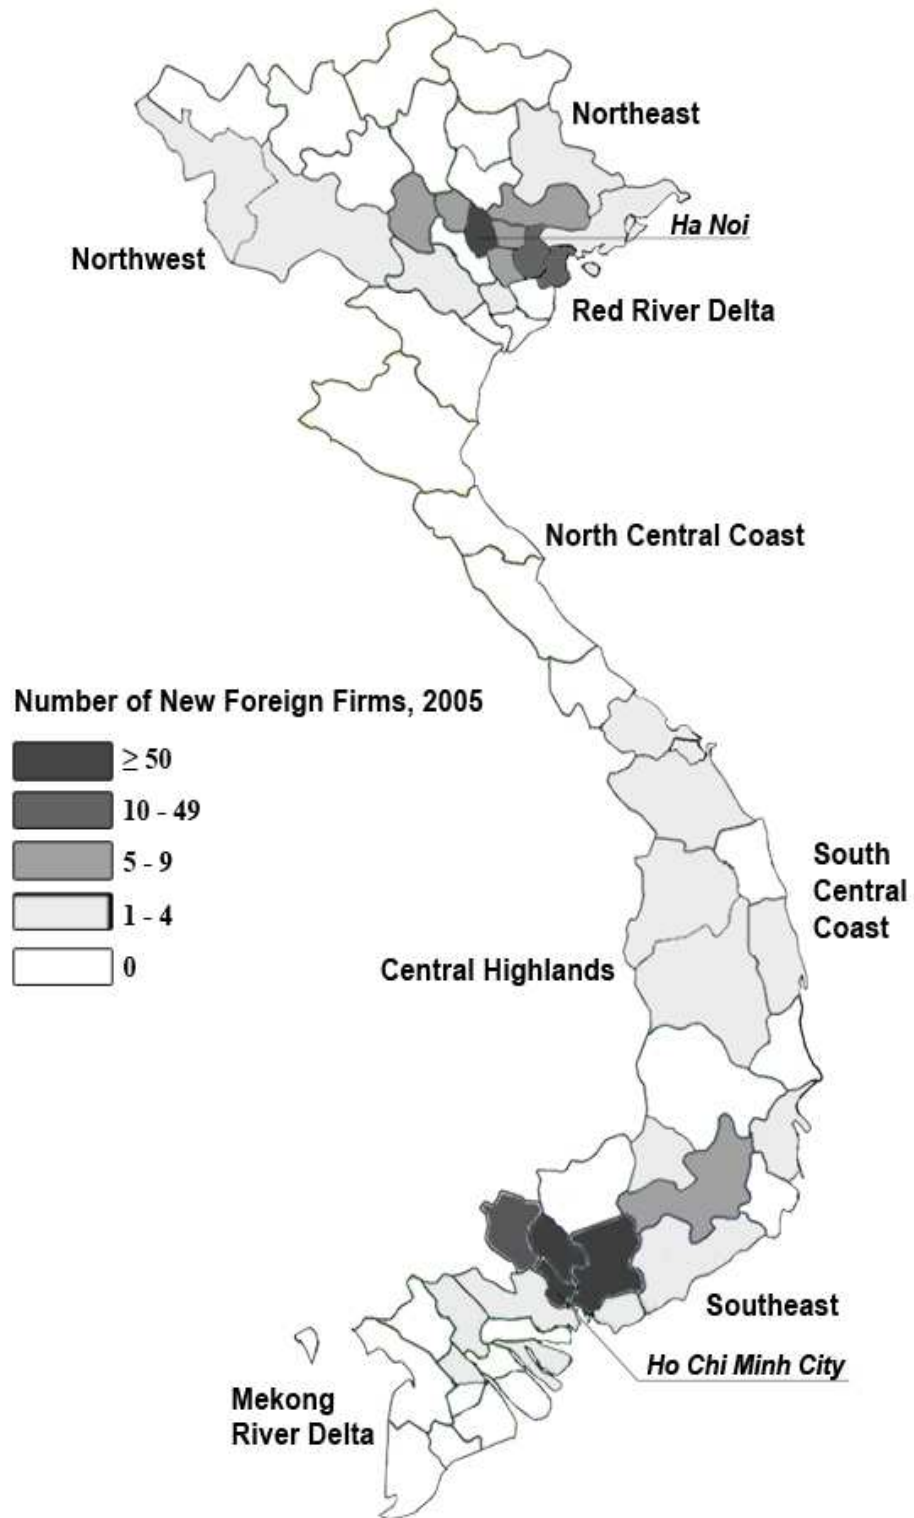 Northeast
Ha Noi
Northwest
Red River Delta
North Central Coast
Number of New Foreign Firms, 2005
≥ 50
10 - 49
5 - 9
1 - 4
0
South
Central
Coast
Central Highlands
Southeast
Ho Chi Minh City
Mekong
River Delta